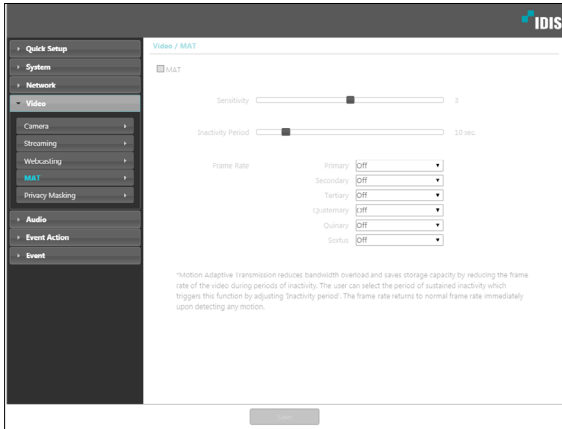 IDIS
Quick Setup
System
Network
Video
Camera
Streaming
Webcasting
MAT
Privacy Masking
Audio
Event Action
Event
Video / MAT
MAT
Sensitivity 3
Inactivity Period 10 sec.
Frame Rate Primary Off
Secondary Off
Tertiary Off
Quaternary Off
Quinary Off
Scatus Off
*Motion Adaptive Transmission reduces bandwidth overload and saves storage capacity by reducing the frame
rate of the video during periods of inactivity. The user can select the period of sustained inactivity which
triggers this function by adjusting 'Inactivity period'. The frame rate returns to normal frame rate immediately
upon detecting any motion.